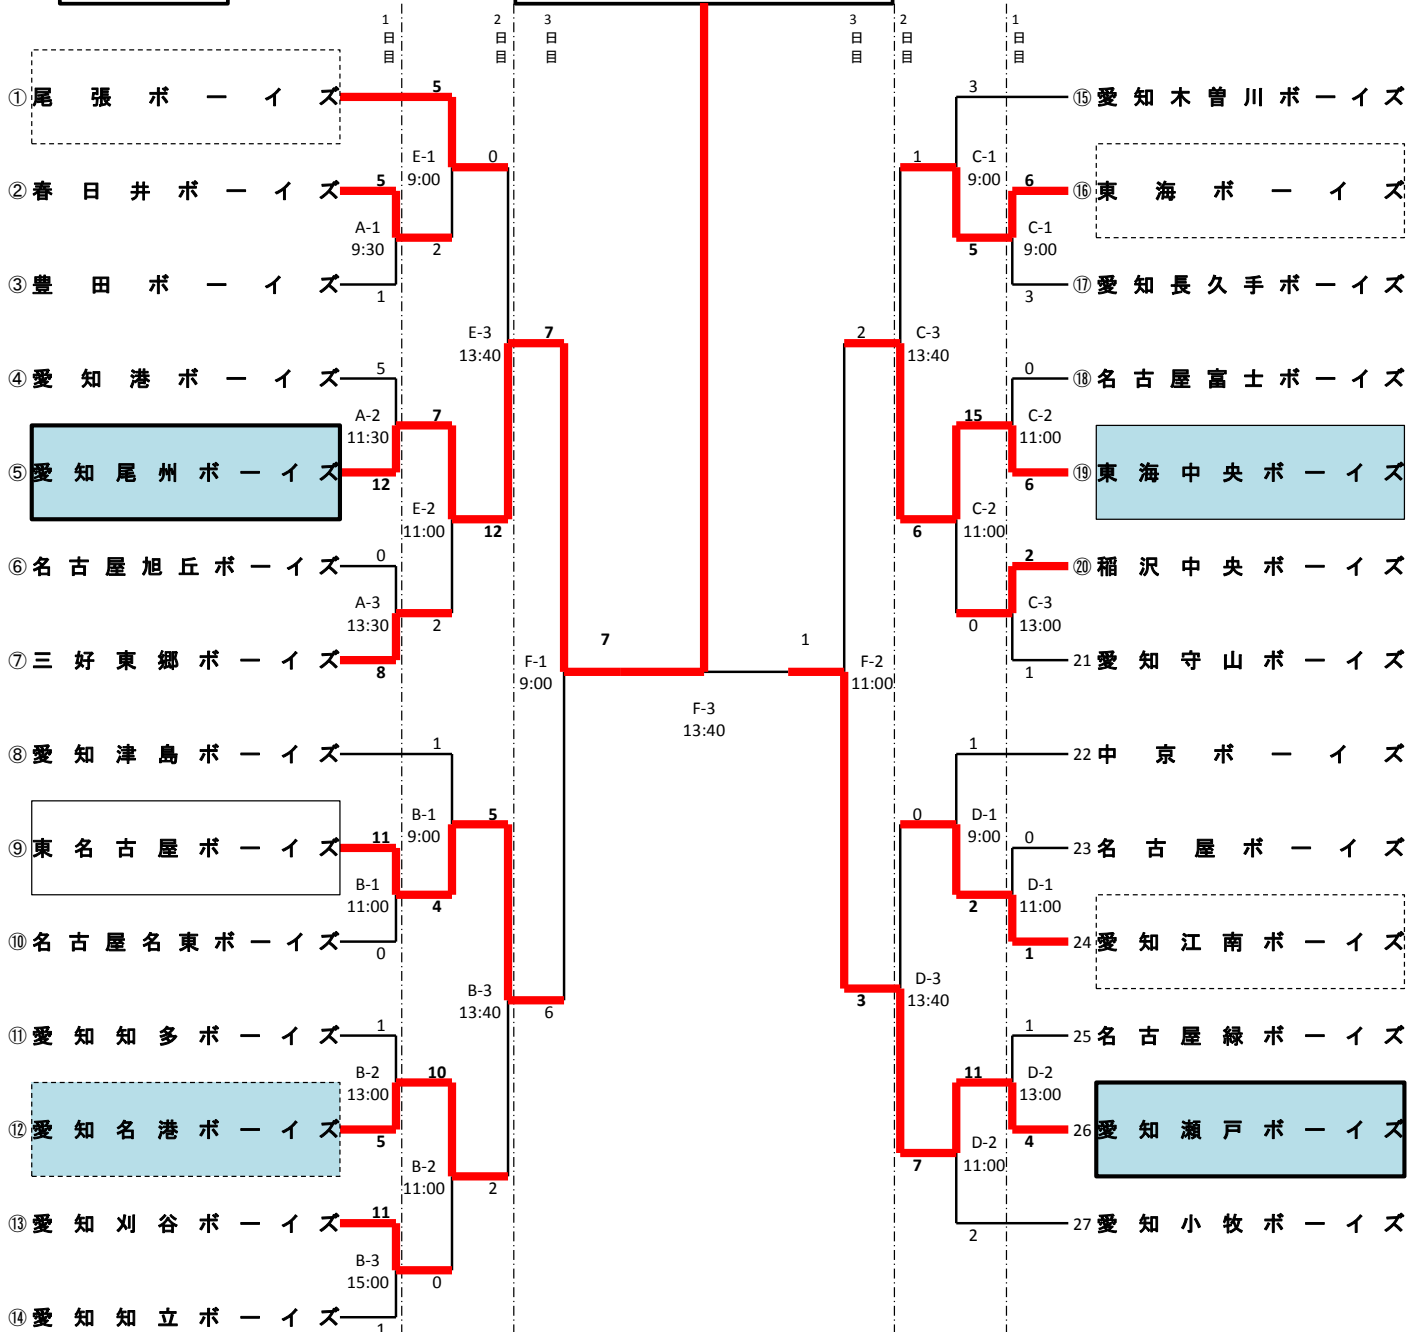 1日目
2日目
3日目
3日目
2日目
1日目
①尾張ボーイズ
5
②春日井ボーイズ
5
③豊田ボーイズ
1
A-1
9:30
2
E-1
9:00
0
④愛知港ボーイズ
5
⑤愛知尾州ボーイズ
12
A-2
11:30
7
⑥名古屋旭丘ボーイズ
0
⑦三好東郷ボーイズ
8
A-3
13:30
2
E-2
11:00
12
E-3
13:40
7
⑧愛知津島ボーイズ
1
⑨東名古屋ボーイズ
11
⑩名古屋名東ボーイズ
0
B-1
11:00
4
B-1
9:00
5
⑪愛知知多ボーイズ
1
⑫愛知名港ボーイズ
5
B-2
13:00
10
⑬愛知刈谷ボーイズ
11
⑭愛知知立ボーイズ
1
B-3
15:00
0
B-2
11:00
2
B-3
13:40
6
F-1
9:00
7
F-3
13:40
1
F-2
11:00
⑮愛知木曽川ボーイズ
3
⑯東海ボーイズ
6
⑰愛知長久手ボーイズ
3
C-1
9:00
5
C-1
9:00
1
⑱名古屋富士ボーイズ
0
⑲東海中央ボーイズ
6
C-2
11:00
15
⑳稲沢中央ボーイズ
2
21愛知守山ボーイズ
1
C-3
13:00
0
C-2
11:00
6
C-3
13:40
2
22中京ボーイズ
1
23名古屋ボーイズ
0
24愛知江南ボーイズ
1
D-1
11:00
2
D-1
9:00
0
25名古屋緑ボーイズ
1
26愛知瀬戸ボーイズ
4
D-2
13:00
11
27愛知小牧ボーイズ
2
D-2
11:00
7
D-3
13:40
3